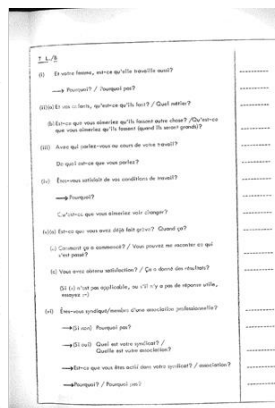 (i) Et votre femme, est-ce qu'elle travaille aussi?
→ Pourquoi? / Pourquoi pas?
(ii)(a) Et vos enfants, qu'est-ce qu'ils font? / Quel métier?
(b) Est-ce que vous aimeriez qu'ils fassent autre chose? /Qu'est-ce
que vous aimeriez qu'ils fassent (quand ils seront grands)?
(iii) Avec qui parlez-vous au cours de votre travail?
De quoi est-ce que vous parlez?
(iv) Êtes-vous satisfait de vos conditions de travail?
→ Pourquoi?
Qu'est-ce que vous aimeriez voir changer?
(v)(a) Est-ce que vous avez déjà fait grève? Quand ça?
Comment ça a commencé? / Vous pouvez me raconter ce qui
s'est passé?
(c) Vous avez obtenu satisfaction? / Ça a donné des résultats?
(Si (c) n'est pas applicable, ou s'il n'y a pas de réponse utile,
essayez :-)
(vi) Êtes-vous syndiqué/membre d'une association professionnelle?
→(Si non) Pourquoi pas?
→(Si oui) Quel est votre syndicat? /
Quelle est votre association?
→Est-ce que vous êtes actif dans votre syndicat? / association?
→Pourquoi? / Pourquoi pas?